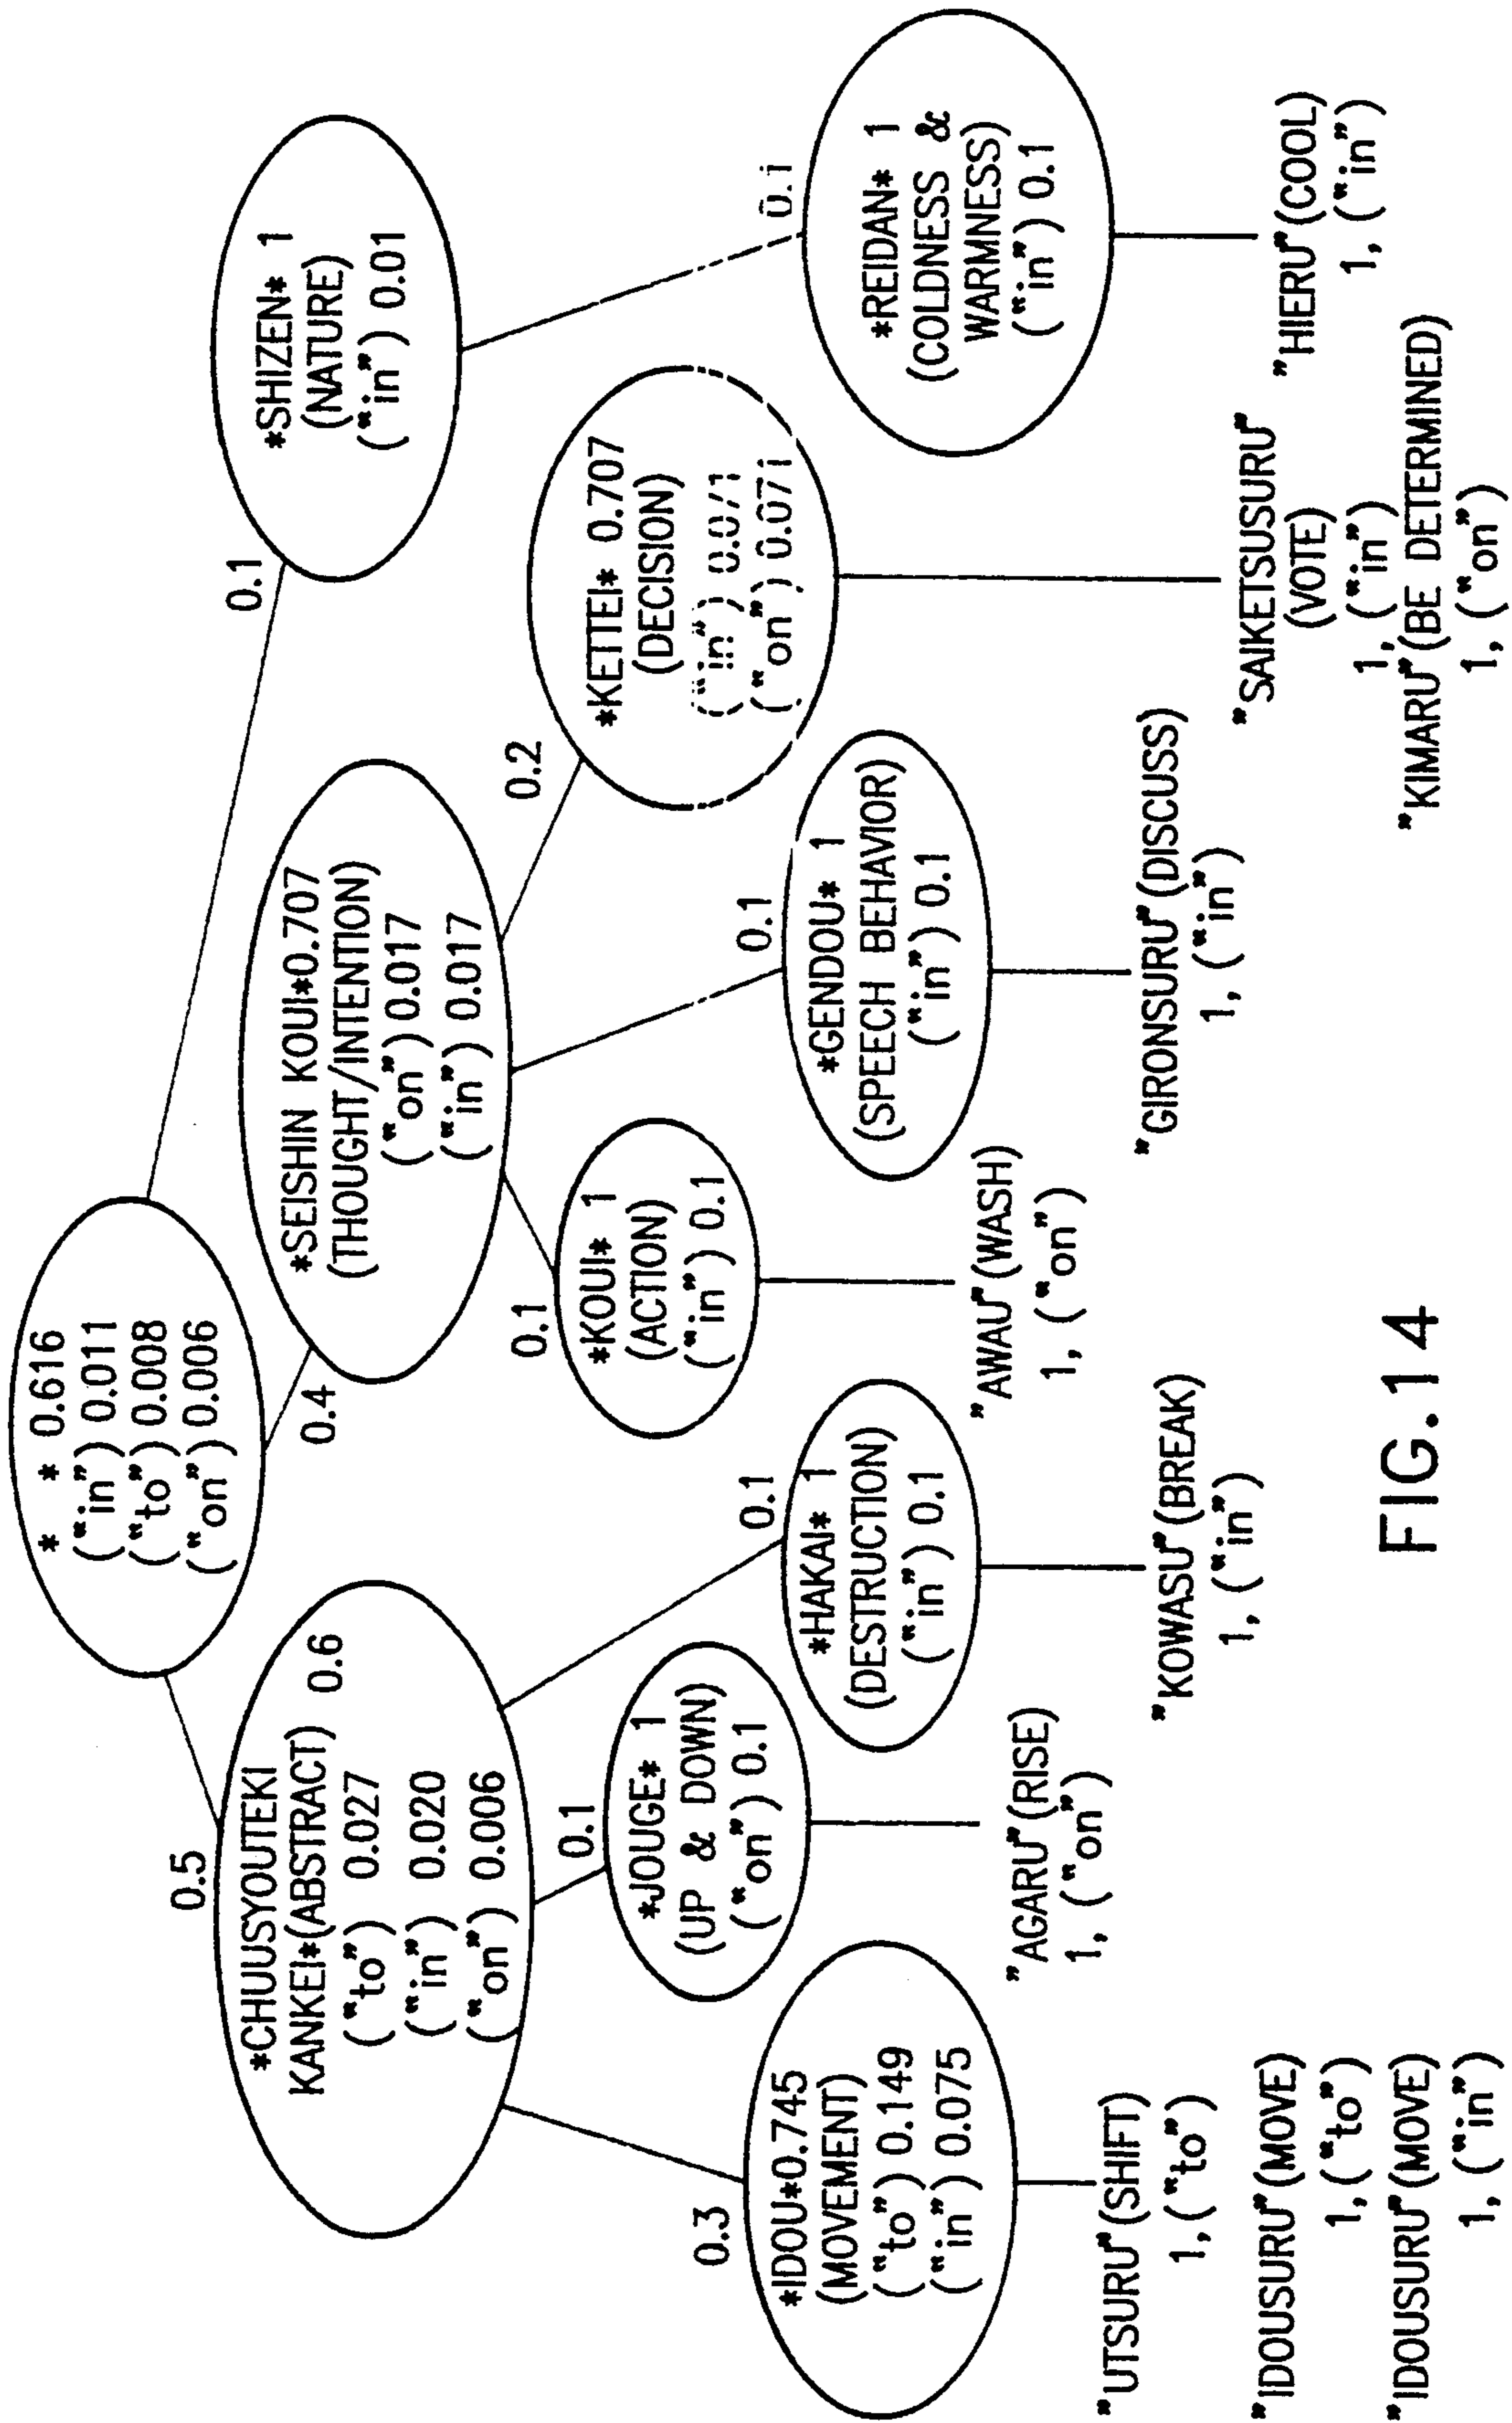 * * 0.616
("in") 0.011
("to") 0.008
("on") 0.006
0.5
0.4
0.1
*CHUUSYOUTEKI
KANKEI*(ABSTRACT) 0.6
("to") 0.027
("in") 0.020
("on") 0.006
*SEISHIN KOUI*0.707
(THOUGHT/INTENTION)
("on") 0.017
("in") 0.017
*SHIZEN* 1
(NATURE)
("in") 0.01
0.3
0.1
0.1
0.1
0.1
0.2
0.1
*IDOU*0.745
(MOVEMENT)
("to") 0.149
("in") 0.075
*JOUGE* 1
(UP & DOWN)
("on") 0.1
*HAKAI* 1
(DESTRUCTION)
("in") 0.1
*KOUI* 1
(ACTION)
("in") 0.1
*GENDOU* 1
(SPEECH BEHAVIOR)
("in") 0.1
*KETTEI* 0.707
(DECISION)
("in") 0.071
("on") 0.071
*REIDAN* 1
(COLDNESS &
WARMNESS)
("in") 0.1
"UTSURU"(SHIFT)
1,("to")
"IDOUSURU"(MOVE)
1,("to")
"IDOUSURU"(MOVE)
1,("in")
"AGARU"(RISE)
1,("on")
"KOWASU"(BREAK)
1,("in")
"AWAU"(WASH)
1,("on")
"GIRONSURU"(DISCUSS)
1,("in")
"SAIKETSUSURU"
(VOTE)
1,("in")
"KIMARU"(BE DETERMINED)
1,("on")
"HIERU"(COOL)
1,("in")
FIG.14